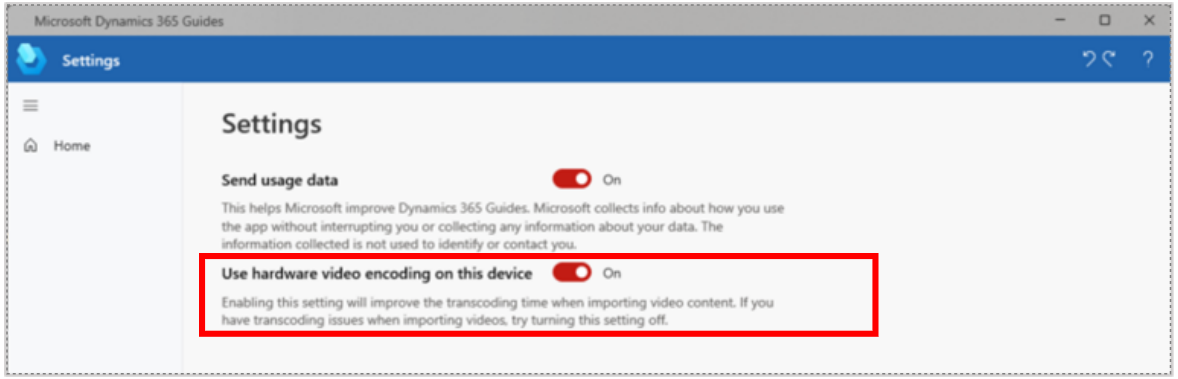 Microsoft Dynamics 365 Guides
Settings
?
Home
Settings
Send usage data On
This helps Microsoft improve Dynamics 365 Guides. Microsoft collects info about how you use
the app without interrupting you or collecting any information about your data. The
information collected is not used to identify or contact you.
Use hardware video encoding on this device On
Enabling this setting will improve the transcoding time when importing video content. If you
have transcoding issues when importing videos, try turning this setting off.